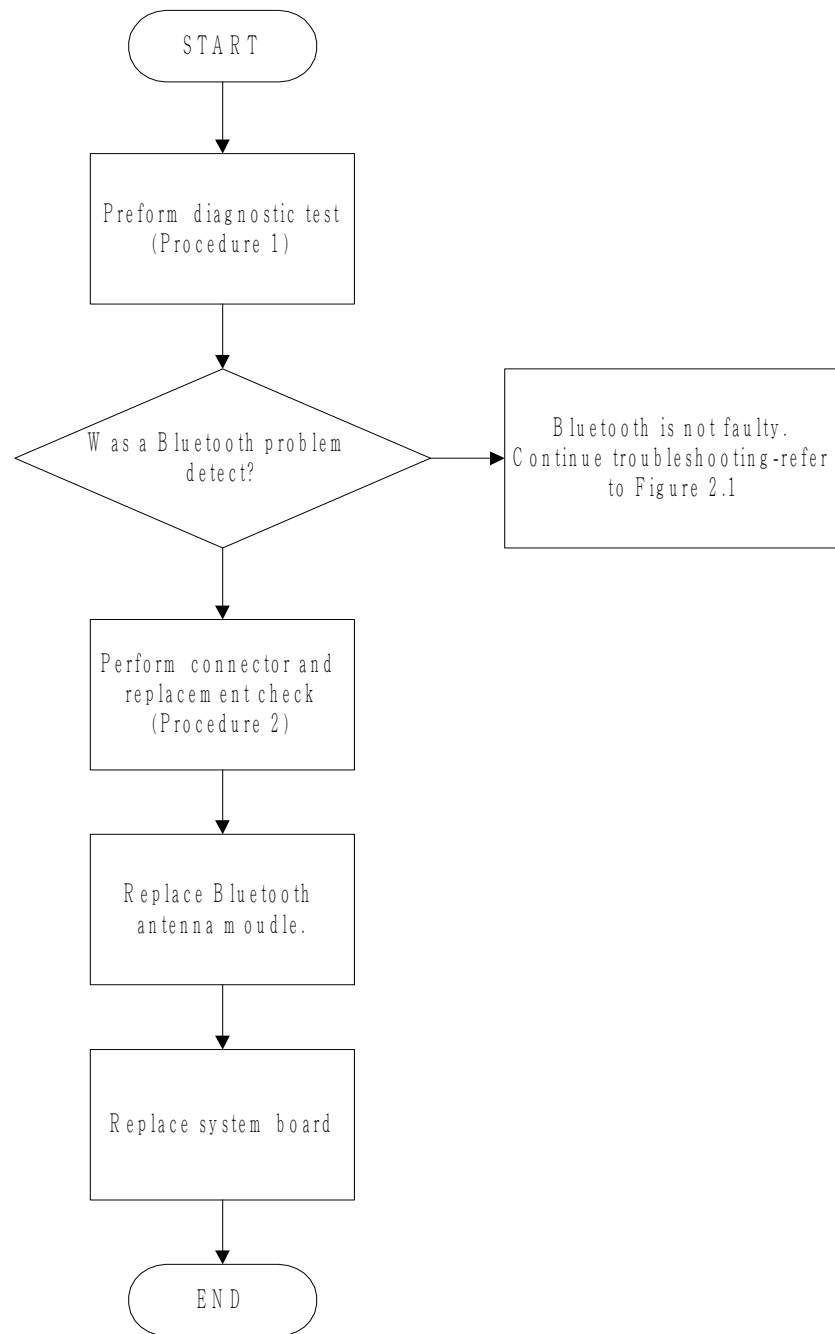 START
Preform diagnostic test
(Procedure 1)
Was a Bluetooth problem
detect?
Bluetooth is not faulty.
Continue troubleshooting-refer
to Figure 2.1
Perform connector and
replacement check
(Procedure 2)
Replace Bluetooth
antenna moudle.
Replace system board
END